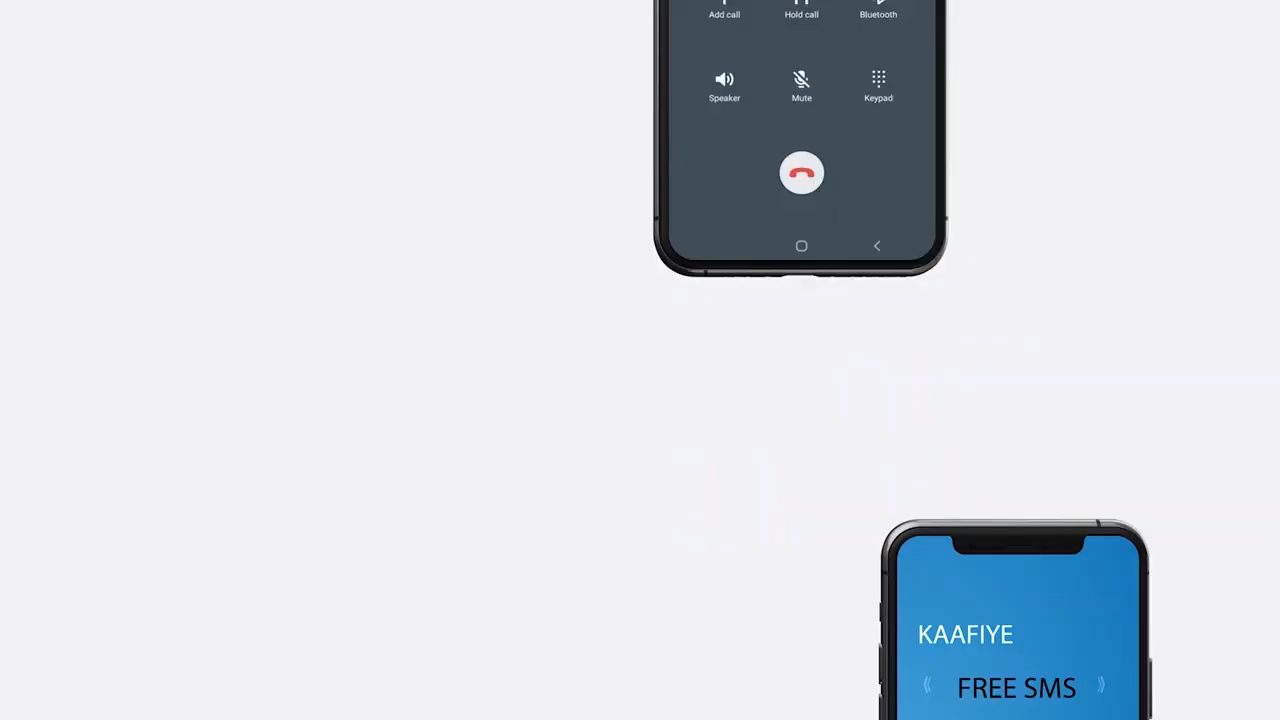 Add call Hold call Bluetooth
Speaker Mute Keypad
KAAFIYE
FREE SMS